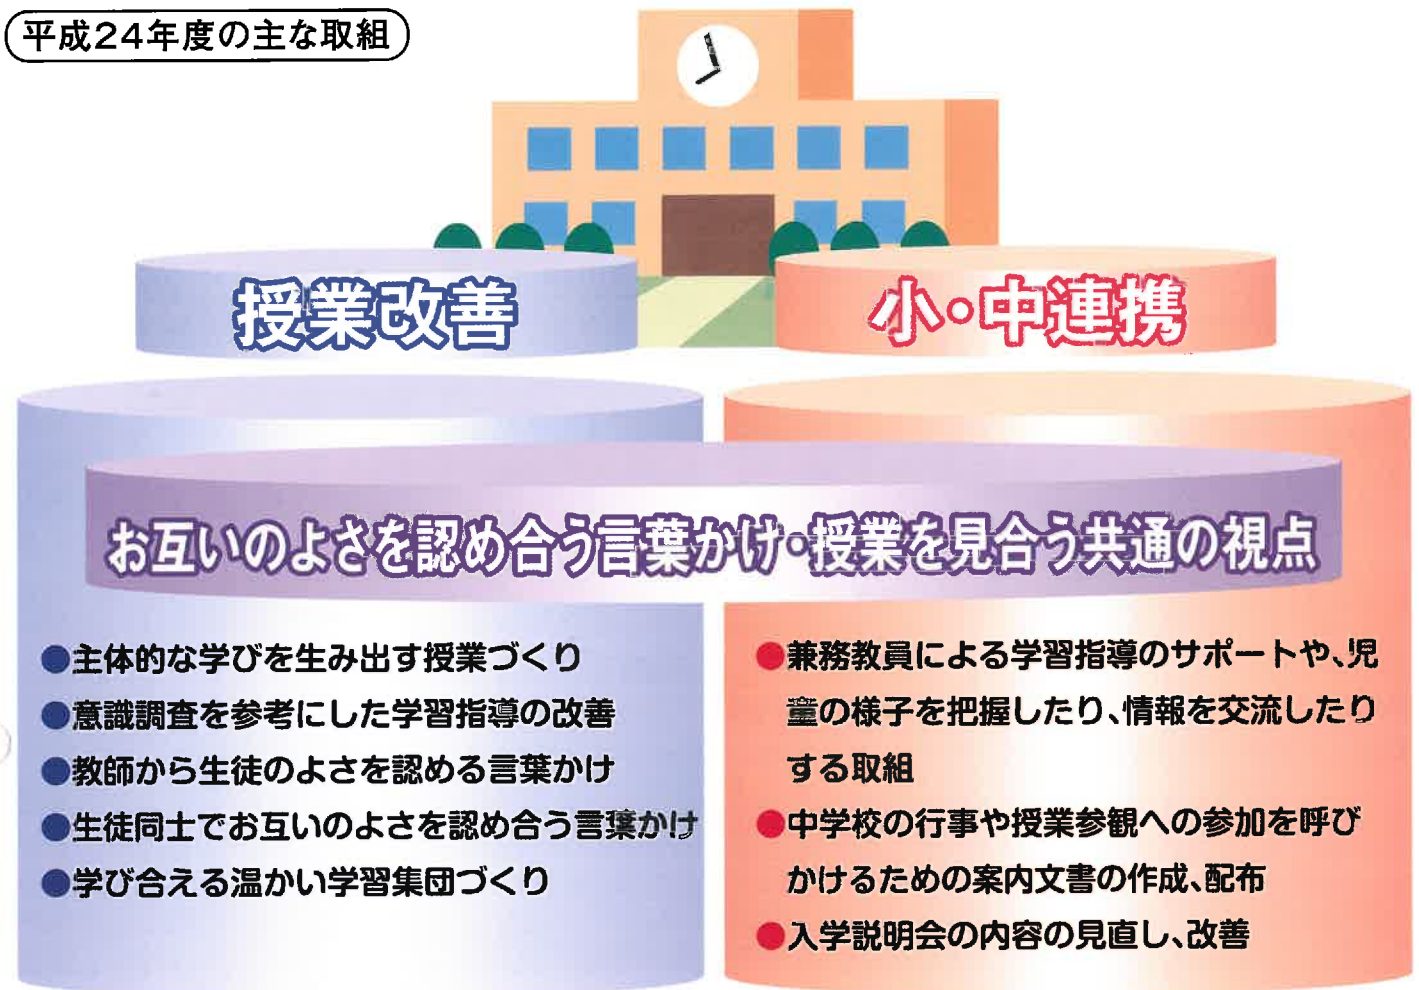 平成24年度の主な取組
授業改善
小・中連携
お互いのよさを認め合う言葉かけ・授業を見合う共通の視点
●主体的な学びを生み出す授業づくり
●意識調査を参考にした学習指導の改善
●教師から生徒のよさを認める言葉かけ
●生徒同士でお互いのよさを認め合う言葉かけ
●学び合える温かい学習集団づくり
●兼務教員による学習指導のサポートや、児
童の様子を把握したり、情報を交流したり
する取組
●中学校の行事や授業参観への参加を呼び
かけるための案内文書の作成、配布
●入学説明会の内容の見直し、改善